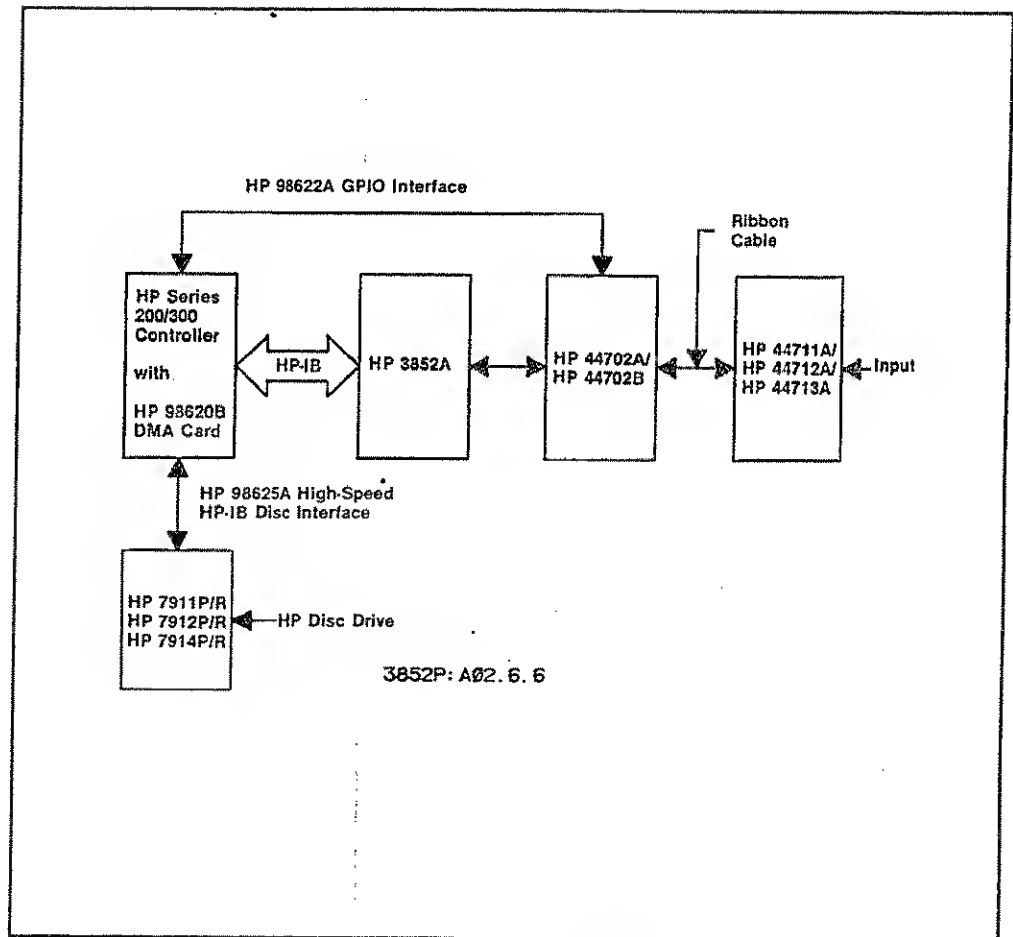 HP 98622A GPIO Interface
Ribbon
Cable
HP Series
200/300
Controller
with
HP 98620B
DMA Card
HP-IB
HP 3852A
HP 44702A/
HP 44702B
HP 44711A/
HP 44712A/
HP 44713A
Input
HP 98625A High-Speed
HP-IB Disc Interface
HP 7911P/R
HP 7912P/R
HP 7914P/R
HP Disc Drive
3852P: A02.6.6